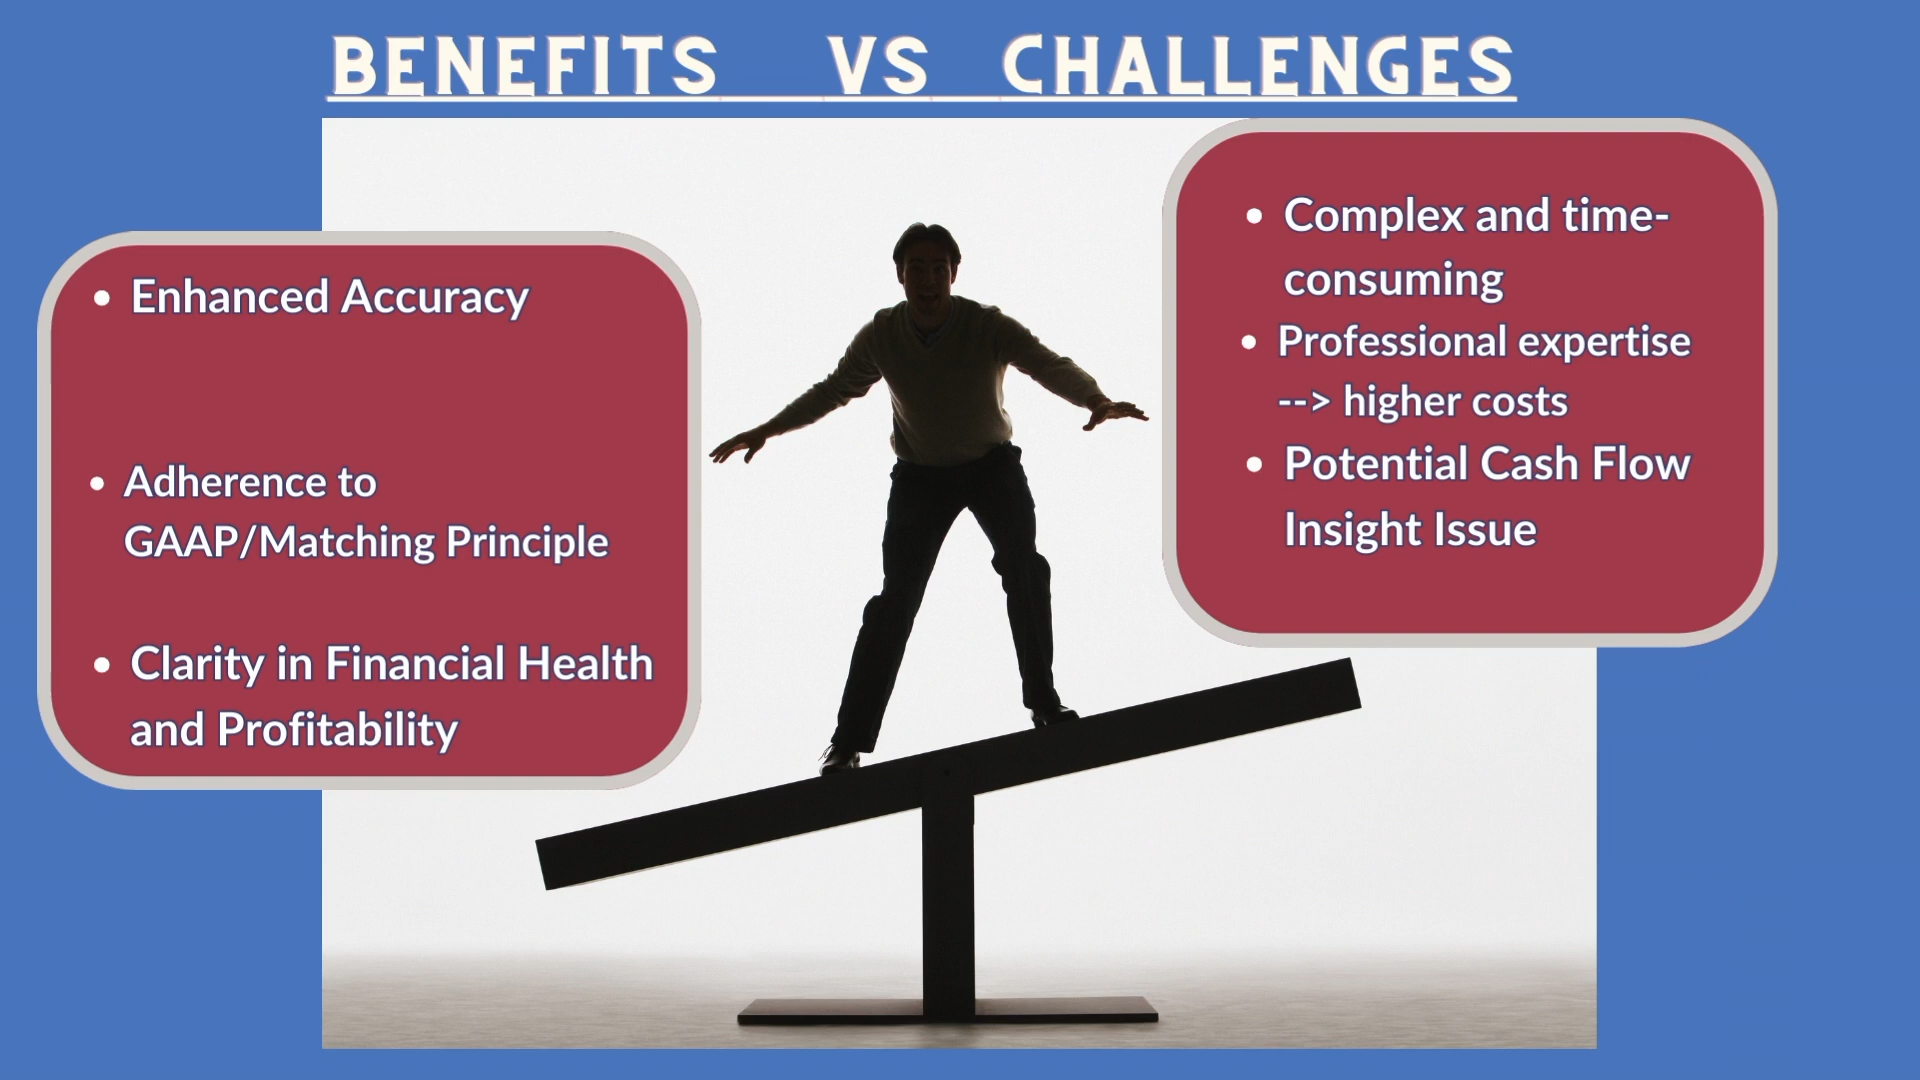 BENEFITS VS CHALLENGES
• Enhanced Accuracy
• Adherence to
GAAP/Matching Principle
• Clarity in Financial Health
and Profitability
• Complex and time-
consuming
• Professional expertise
--> higher costs
• Potential Cash Flow
Insight Issue